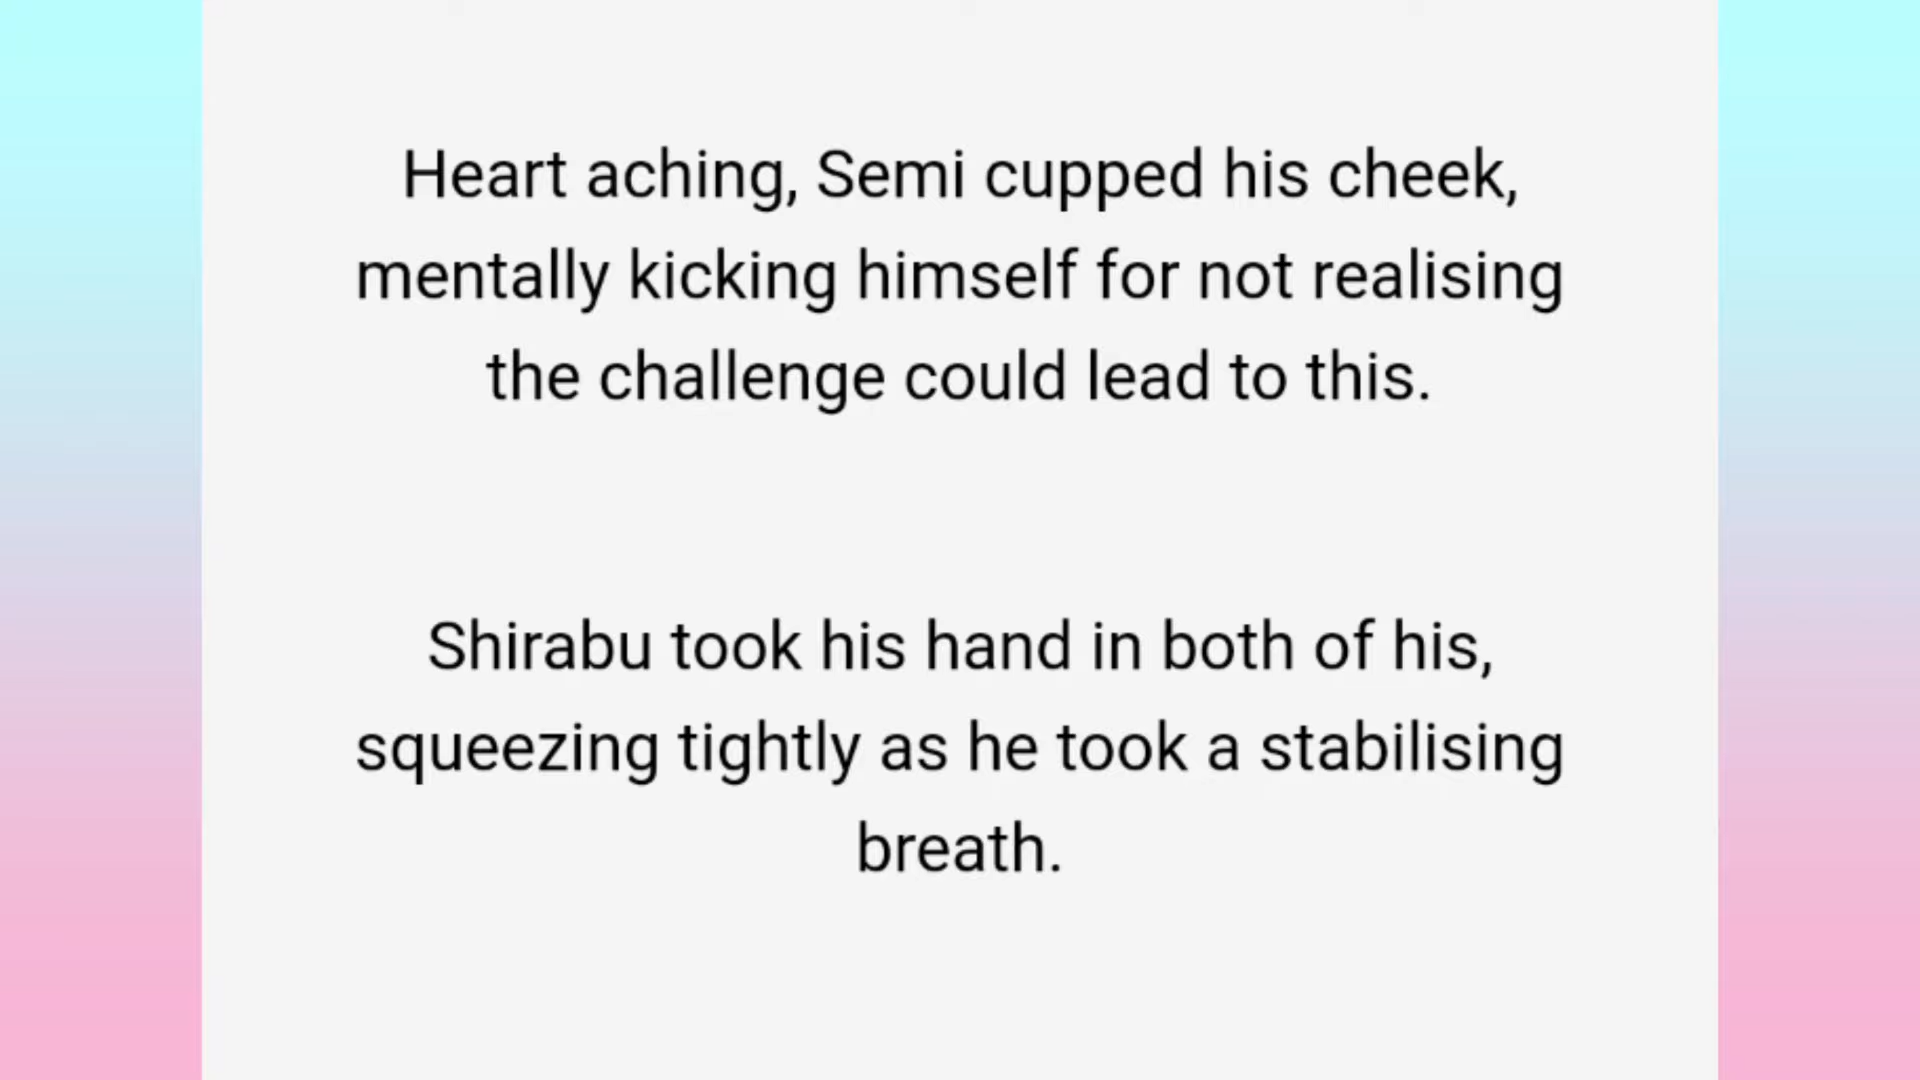 Heart aching, Semi cupped his cheek,
mentally kicking himself for not realising
the challenge could lead to this.
Shirabu took his hand in both of his,
squeezing tightly as he took a stabilising
breath.